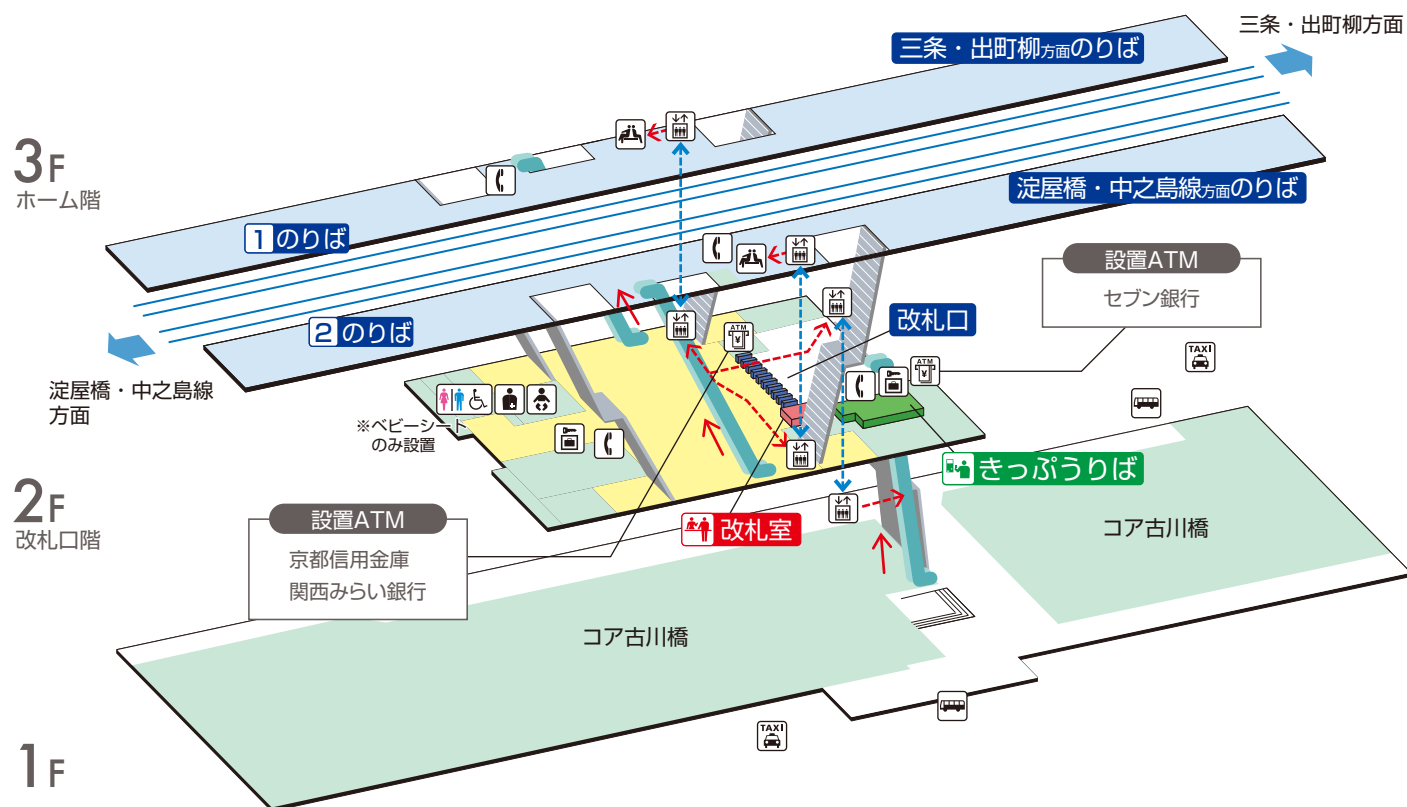 三条・出町柳方面
三条・出町柳方面のりば
3F
ホーム階
淀屋橋・中之島線方面のりば
1 のりば
設置ATM
セブン銀行
改札口
2 のりば
ATM
ATM
TAXI
淀屋橋・中之島線
方面
※ベビーシート
のみ設置
きっぷうりば
2F
改札口階
設置ATM
京都信用金庫
関西みらい銀行
改札室
コア古川橋
コア古川橋
TAXI
1F